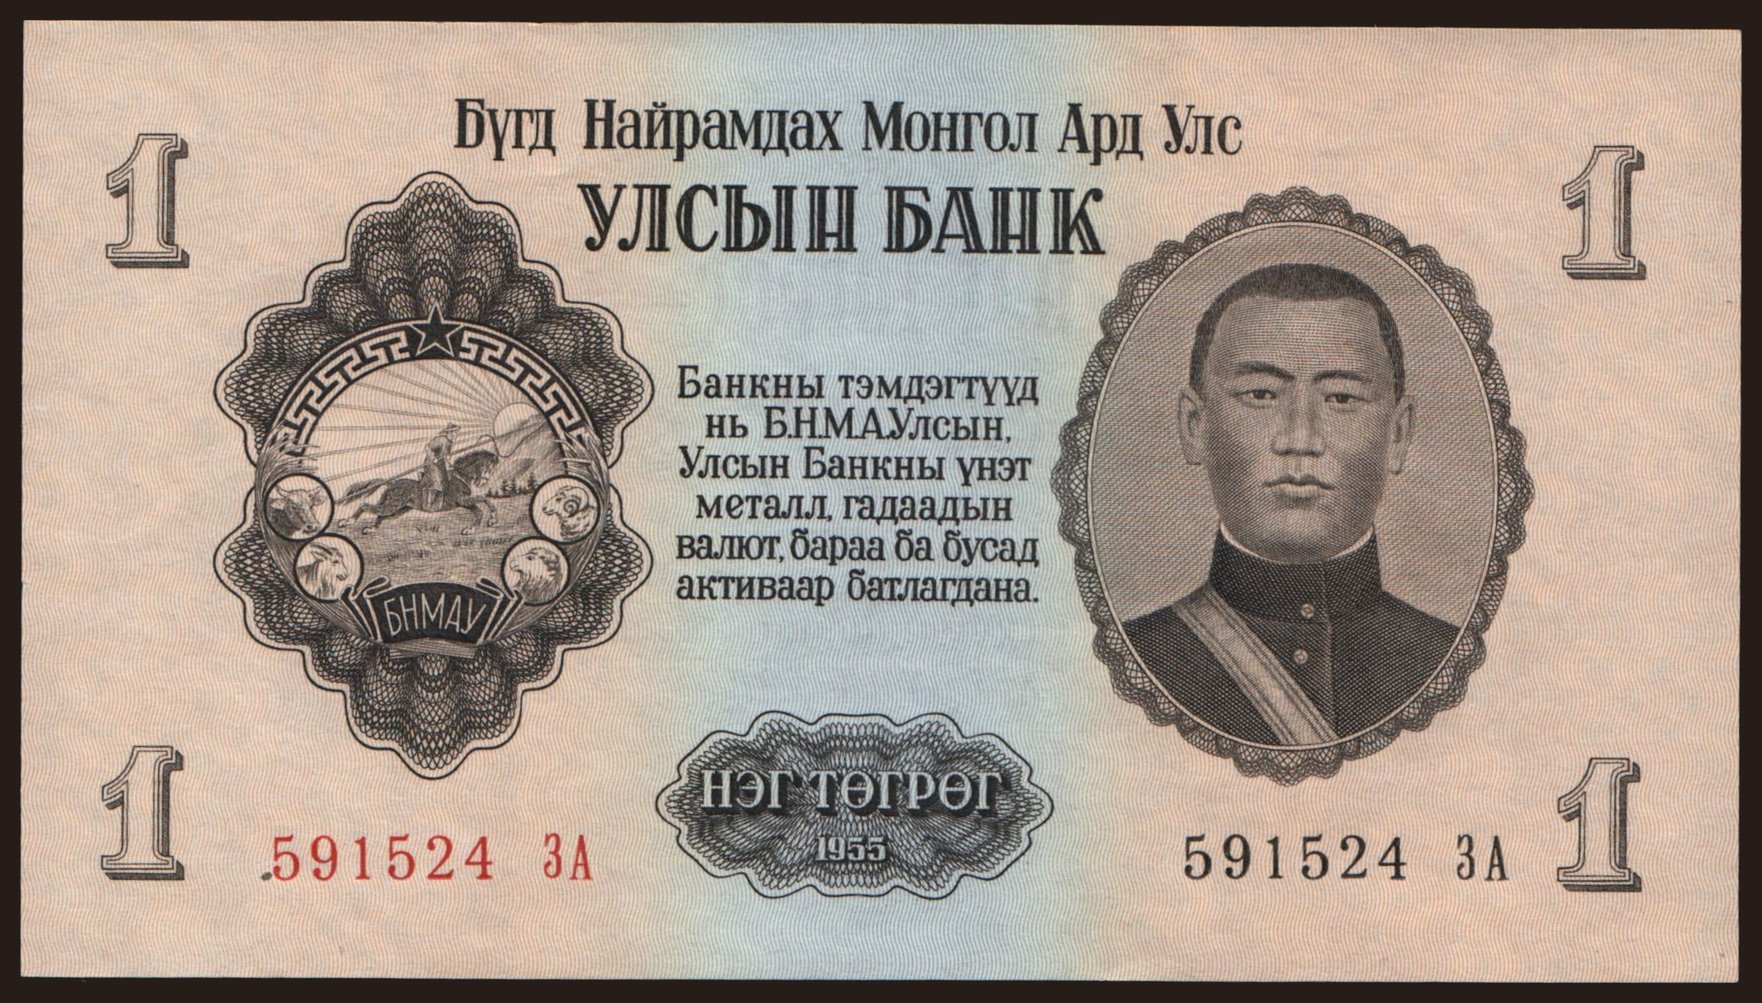 Бүгд Найрамдах Монгол Ард Улс
УЛСЫН БАНК
1
1
Банкны тэмдэгтүүд
нь Б.Н.М.А.Улсын,
Улсын Банкны үнэт
металл, гадаадын
валют, бараа ба бусад
активаар батлагдана.
БНМАУ
НЭГ ТӨГРӨГ
1955
1
591524 ЗА
591524 ЗА
1